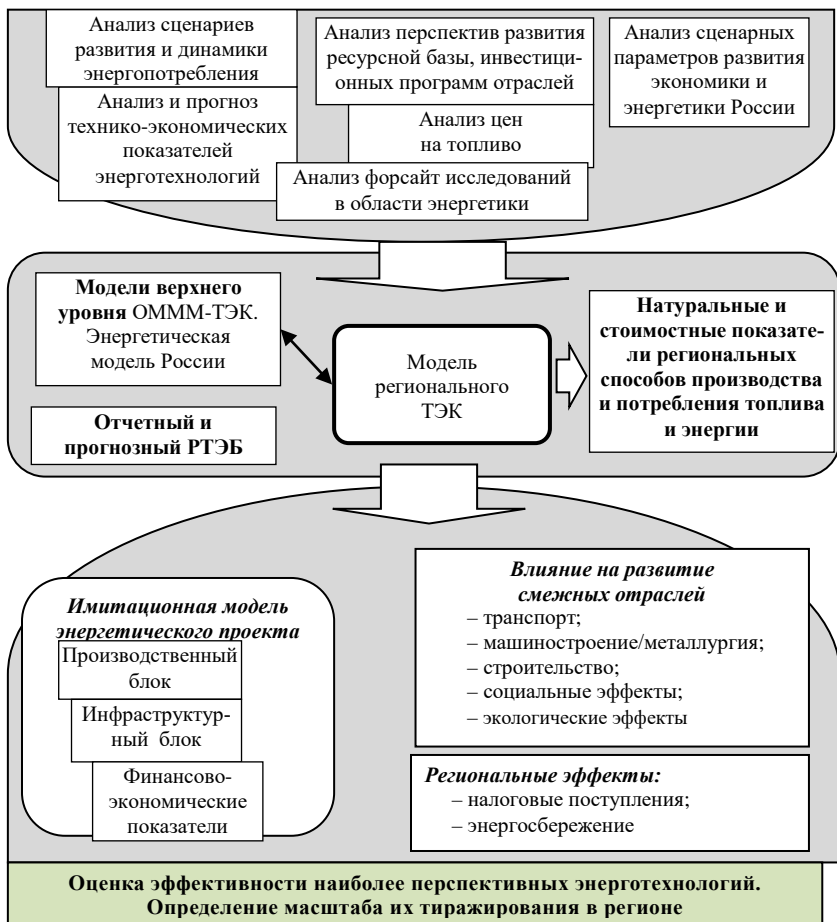 Анализ сценариев
развития и динамики
энергопотребления
Анализ и прогноз
технико-экономических
показателей
энерготехнологий
Анализ перспектив развития
ресурсной базы, инвестици-
онных программ отраслей
Анализ цен
на топливо
Анализ форсайт исследований
в области энергетики
Анализ сценарных
параметров развития
экономики и
энергетики России
Модели верхнего
уровня ОМММ-ТЭК.
Энергетическая
модель России
Отчетный и
прогнозный РТЭБ
Модель
регионального
ТЭК
Натуральные и
стоимостные показате-
ли региональных
способов производства
и потребления топлива
и энергии
Имитационная модель
энергетического проекта
Производственный
блок
Инфраструктур-
ный блок
Финансово-
экономические
показатели
Влияние на развитие
смежных отраслей
– транспорт;
– машиностроение/металлургия;
– строительство;
– социальные эффекты;
– экологические эффекты
Региональные эффекты:
– налоговые поступления;
– энергосбережение
Оценка эффективности наиболее перспективных энерготехнологий.
Определение масштаба их тиражирования в регионе